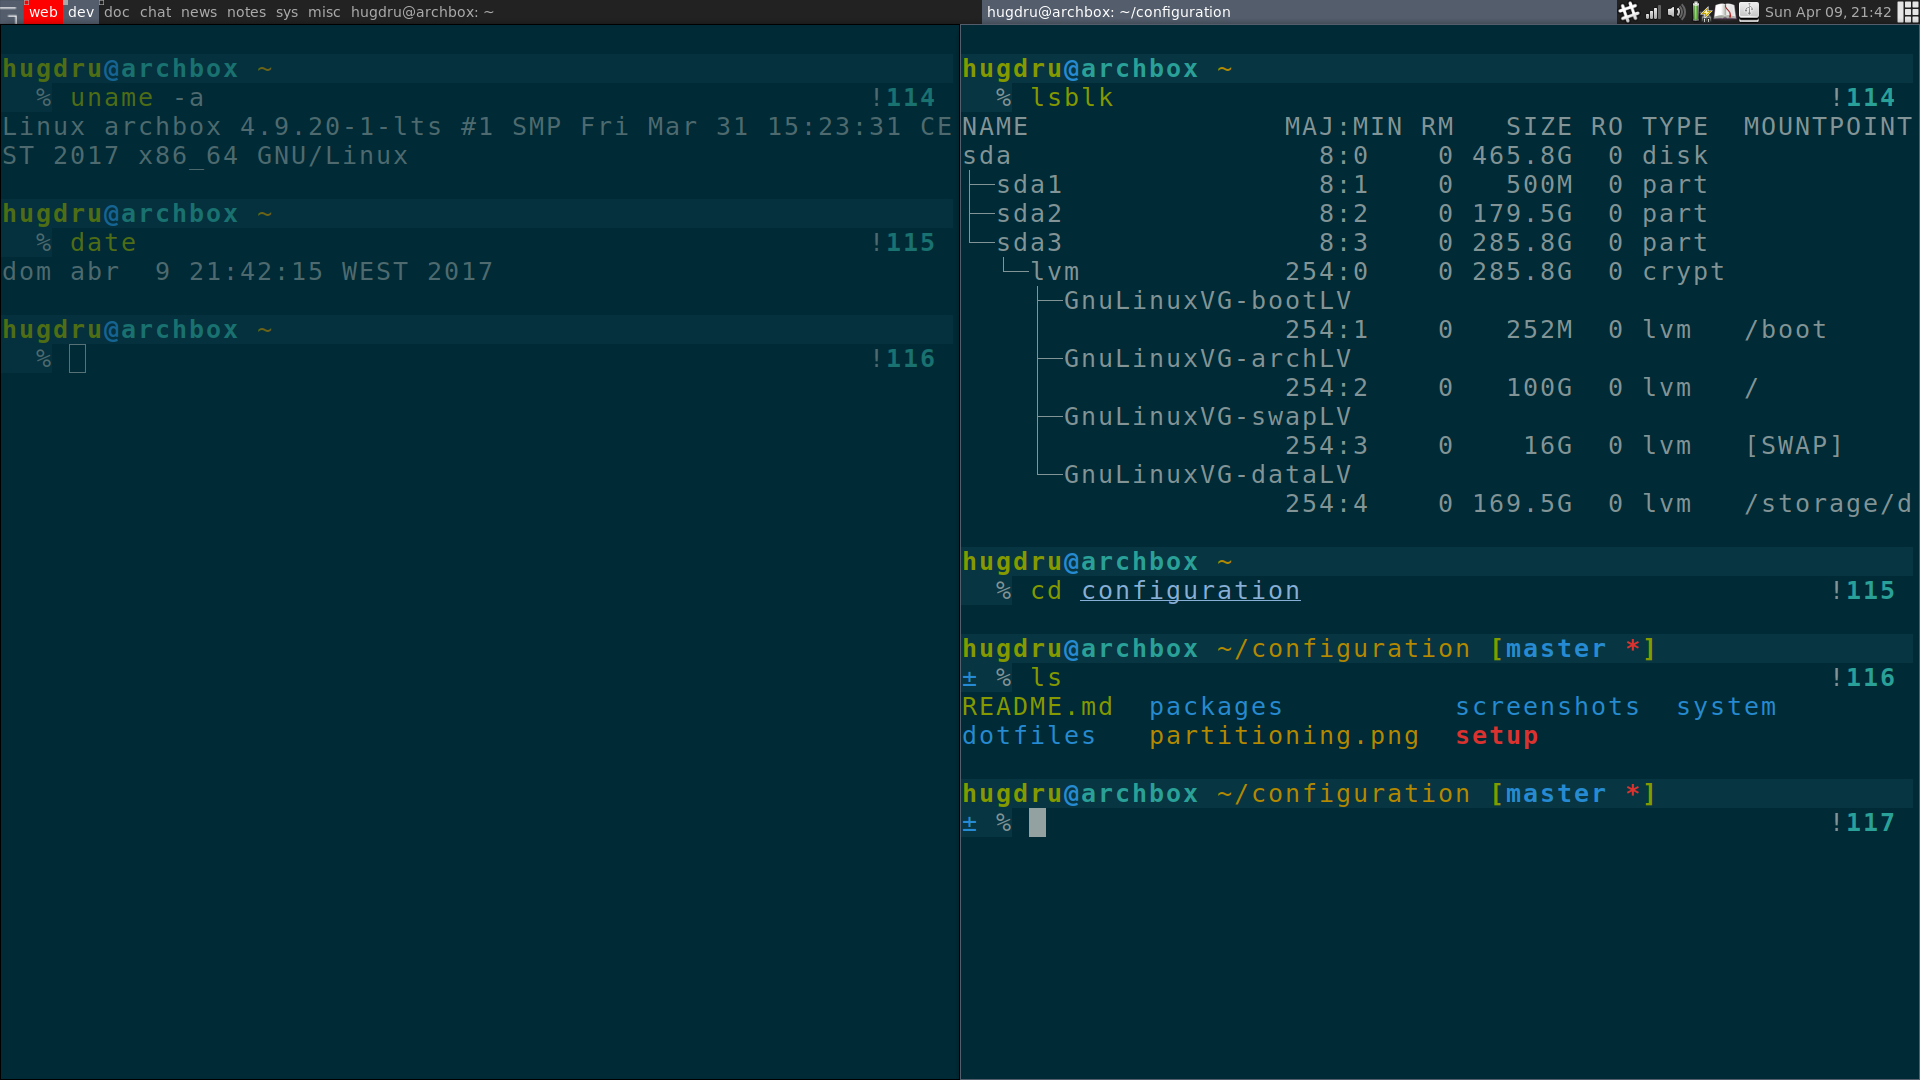 web dev doc chat news notes sys misc hugdru@archbox: ~
hugdru@archbox: ~/configuration
Sun Apr 09, 21:42
hugdru@archbox ~
% uname -a !114
Linux archbox 4.9.20-1-lts #1 SMP Fri Mar 31 15:23:31 CE
ST 2017 x86_64 GNU/Linux
hugdru@archbox ~
% date !115
dom abr  9 21:42:15 WEST 2017
hugdru@archbox ~
% !116
hugdru@archbox ~
% lsblk !114
NAME MAJ:MIN RM SIZE RO TYPE MOUNTPOINT
sda 8:0 0 465.8G 0 disk
├─sda1 8:1 0 500M 0 part
├─sda2 8:2 0 179.5G 0 part
└─sda3 8:3 0 285.8G 0 part
└─lvm 254:0 0 285.8G 0 crypt
├─GnuLinuxVG-bootLV
254:1 0 252M 0 lvm /boot
├─GnuLinuxVG-archLV
254:2 0 100G 0 lvm /
├─GnuLinuxVG-swapLV
254:3 0 16G 0 lvm [SWAP]
└─GnuLinuxVG-dataLV
254:4 0 169.5G 0 lvm /storage/d
hugdru@archbox ~
% cd configuration !115
hugdru@archbox ~/configuration [master *]
± % ls !116
README.md packages screenshots system
dotfiles partitioning.png setup
hugdru@archbox ~/configuration [master *]
± % !117